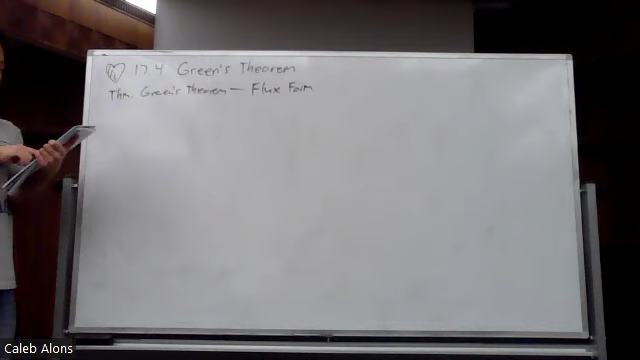 17.4 Green's Theorem
Thm. Green's Theorem — Flux Form
Caleb Alons